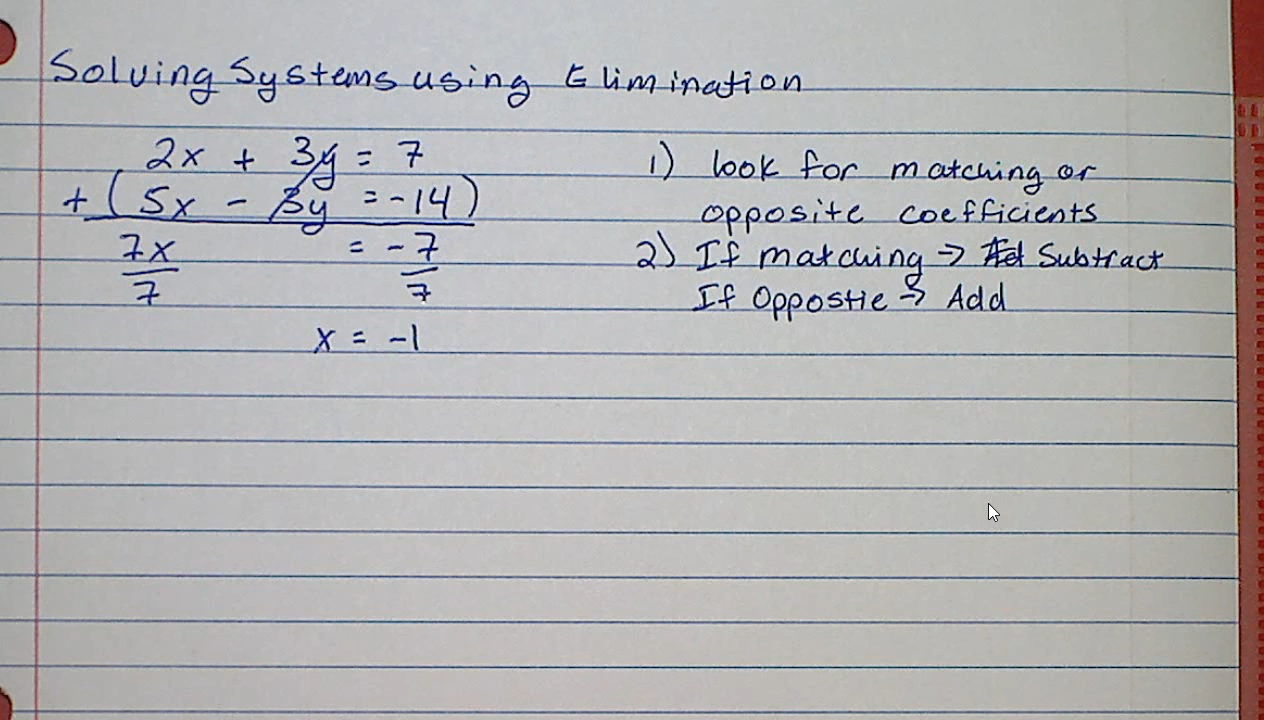 Solving Systems using Elimination
2x + 3y = 7
+ ( 5x - 3y = -14 )
7x = -7
7 7
x = -1
1) look for matching or
opposite coefficients
2) If matching → Subtract
If Oppostie → Add